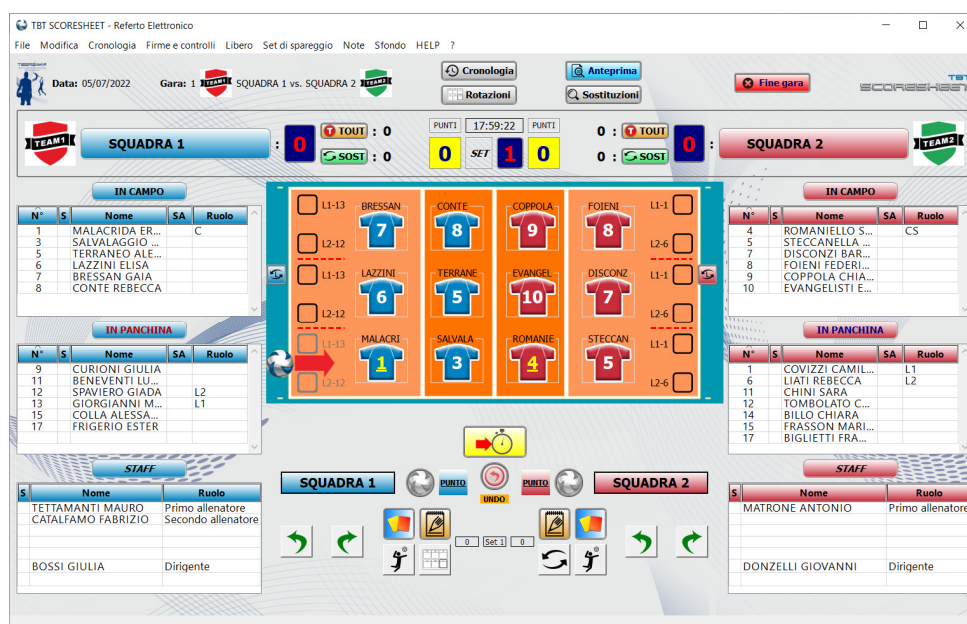 TBT SCORESHEET - Referto Elettronico
File Modifica Cronologia Firme e controlli Libero Set di spareggio Note Sfondo HELP ?
Data: 05/07/2022 Gara: 1 TEAM1 SQUADRA 1 vs. SQUADRA 2 TEAM2
Cronologia Anteprima
Rotazioni Sostituzioni
Fine gara
TBT
SCORESHEET
TEAM1 SQUADRA 1 : 0
TOUT : 0
SOST : 0
PUNTI 17:59:22 PUNTI
0 SET 1 0
0 : TOUT
0 : SOST
0 : SQUADRA 2 TEAM2
IN CAMPO
N° S Nome SA Ruolo
1 MALACRIDA ER... C
3 SALVALAGGIO ...
5 TERRANEO ALE...
6 LAZZINI ELISA
7 BRESSAN GAIA
8 CONTE REBECCA
IN PANCHINA
N° S Nome SA Ruolo
9 CURIONI GIULIA
11 BENEVENTI LU...
12 SPAVIERO GIADA L2
13 GIORGIANNI M... L1
15 COLLA ALESSA...
17 FRIGERIO ESTER
STAFF
S Nome Ruolo
TETTAMANTI MAURO Primo allenatore
CATALFAMO FABRIZIO Secondo allenatore
BOSSI GIULIA Dirigente
L1-13 BRESSAN CONTE COPPOLA FOIENI L1-1
7 8 9 8
L2-12 L2-6
L1-13 LAZZINI TERRANE EVANGEL DISCONZ L1-1
6 5 10 7
L2-12 L2-6
L1-13 MALACRI SALVALA ROMANIE STECCAN L1-1
1 3 4 5
L2-12 L2-6
SQUADRA 1 PUNTO UNDO PUNTO SQUADRA 2
0 Set 1 0
IN CAMPO
N° S Nome SA Ruolo
4 ROMANIELLO S... CS
5 STECCANELLA ...
7 DISCONZI BAR...
8 FOIENI FEDERI...
9 COPPOLA CHIA...
10 EVANGELISTI E...
IN PANCHINA
N° S Nome SA Ruolo
1 COVIZZI CAMIL... L1
6 LIATI REBECCA L2
11 CHINI SARA
12 TOMBOLATO C...
14 BILLO CHIARA
15 FRASSON MARI...
17 BIGLIETTI FRA...
STAFF
S Nome Ruolo
MATRONE ANTONIO Primo allenatore
DONZELLI GIOVANNI Dirigente